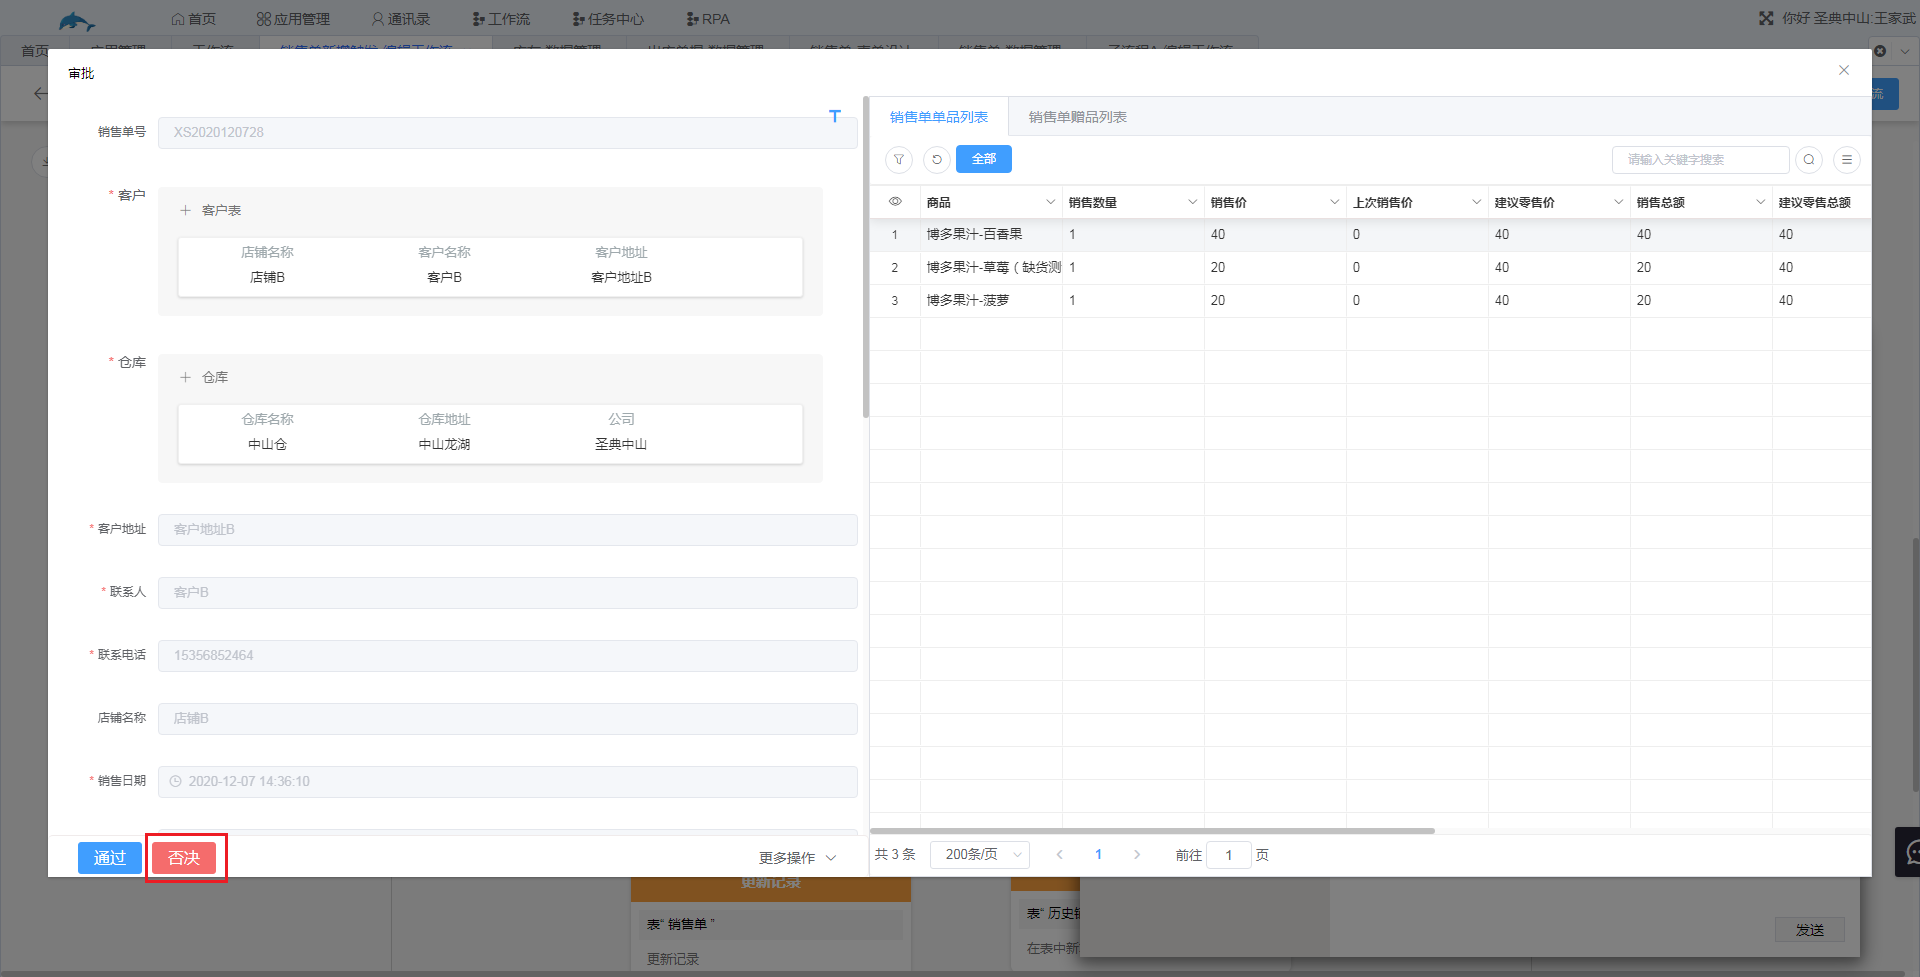 首页 应用管理 通讯录 工作流 任务中心 RPA 你好 圣典中山:王家武
首页
审批
流
销售单号 XS2020120728
T
* 客户
客户表
店铺名称 客户名称 客户地址
店铺B 客户B 客户地址B
* 仓库
仓库
仓库名称 仓库地址 公司
中山仓 中山龙湖 圣典中山
* 客户地址 客户地址B
* 联系人 客户B
* 联系电话 15356852464
店铺名称 店铺B
* 销售日期 2020-12-07 14:36:10
通过 否决 更多操作
销售单单品列表 销售单赠品列表
全部 请输入关键字搜索
商品 销售数量 销售价 上次销售价 建议零售价 销售总额 建议零售总额
1 博多果汁-百香果 1 40 0 40 40 40
2 博多果汁-草莓（缺货测 1 20 0 40 20 40
3 博多果汁-菠萝 1 20 0 40 20 40
共 3 条 200条/页 1 前往 1 页
更新记录
表“ 销售单 ”
更新记录
表“ 历史销
在表中新
发送